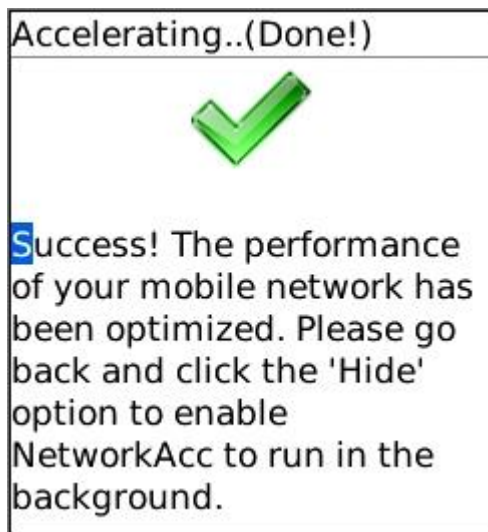 Accelerating..(Done!)
Success! The performance
of your mobile network has
been optimized. Please go
back and click the 'Hide'
option to enable
NetworkAcc to run in the
background.